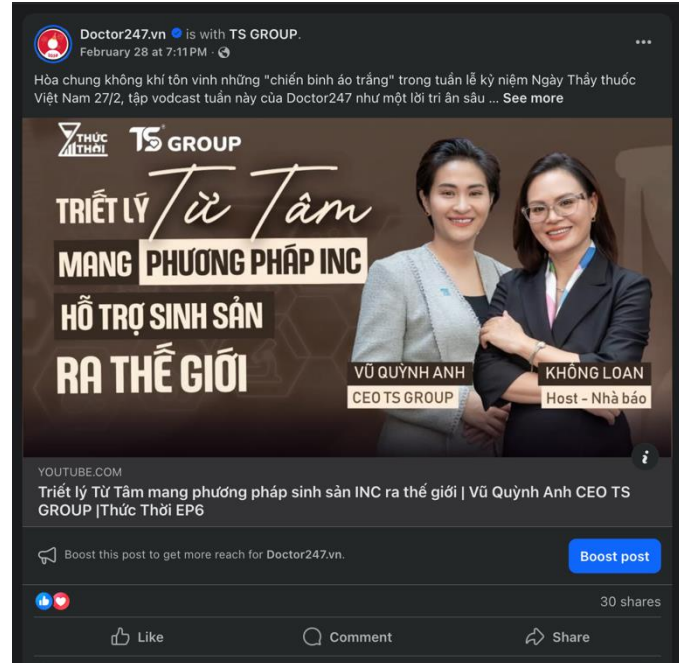 Doctor247.vn is with TS GROUP.
February 28 at 7:11 PM ·
Hòa chung không khí tôn vinh những "chiến binh áo trắng" trong tuần lễ kỷ niệm Ngày Thầy thuốc
Việt Nam 27/2, tập vodcast tuần này của Doctor247 như một lời tri ân sâu ... See more
THỨC
THỜI
TS GROUP
TRIẾT LÝ Từ Tâm
MANG PHƯƠNG PHÁP INC
HỖ TRỢ SINH SẢN
RA THẾ GIỚI
VŨ QUỲNH ANH
CEO TS GROUP
KHỔNG LOAN
Host - Nhà báo
YOUTUBE.COM
Triết lý Từ Tâm mang phương pháp sinh sản INC ra thế giới | Vũ Quỳnh Anh CEO TS
GROUP |Thức Thời EP6
Boost this post to get more reach for Doctor247.vn.
Boost post
30 shares
Like
Comment
Share